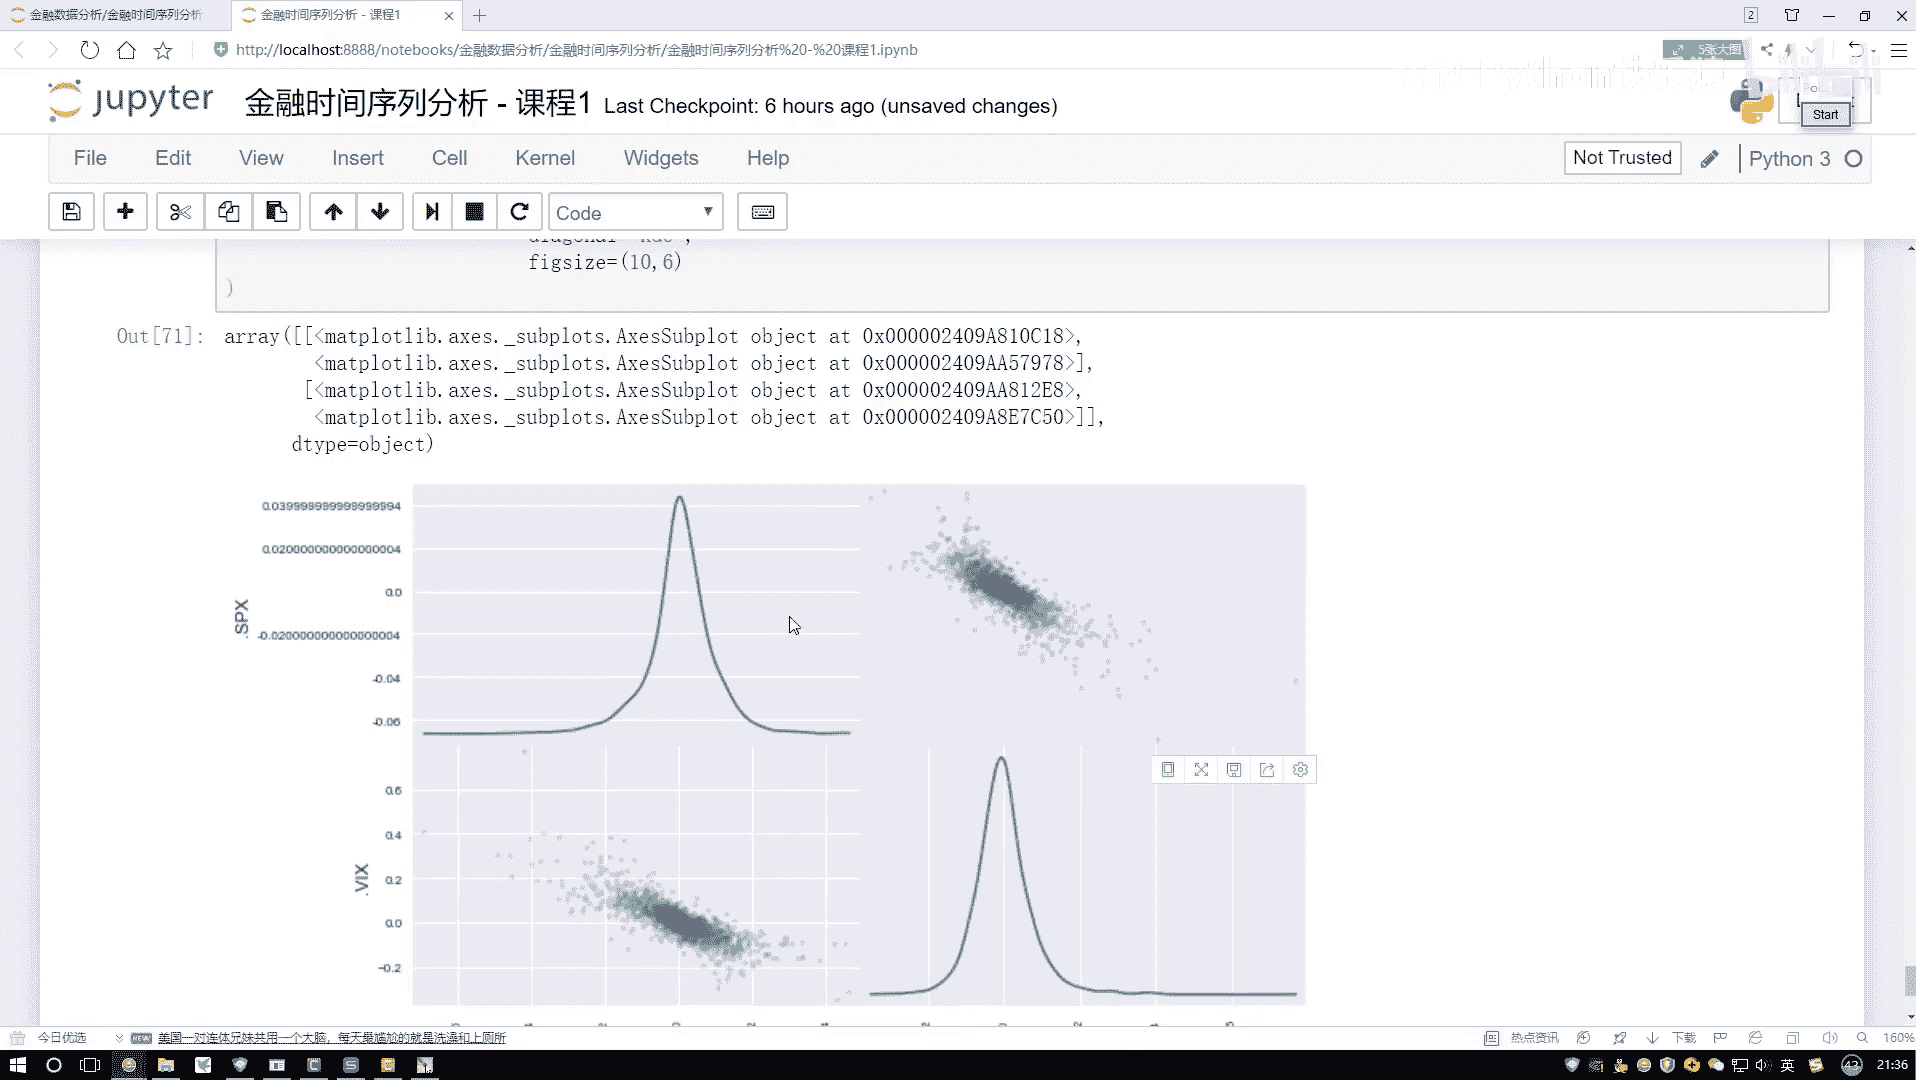 金融数据分析/金融时间序列分析
金融时间序列分析 - 课程1
2
http://localhost:8888/notebooks/金融数据分析/金融时间序列分析/金融时间序列分析%20-%20课程1.ipynb
5张大图
jupyter
金融时间序列分析 - 课程1
Last Checkpoint: 6 hours ago (unsaved changes)
Start
File Edit View Insert Cell Kernel Widgets Help
Not Trusted
Python 3
Code
figsize=(10,6)
)
Out[71]: array([[<matplotlib.axes._subplots.AxesSubplot object at 0x000002409A810C18>,
<matplotlib.axes._subplots.AxesSubplot object at 0x000002409AA57978>],
[<matplotlib.axes._subplots.AxesSubplot object at 0x000002409AA812E8>,
<matplotlib.axes._subplots.AxesSubplot object at 0x000002409A8E7C50>]],
dtype=object)
0.039999999999999994
0.020000000000000004
0.0
-0.020000000000000004
-0.04
-0.06
.SPX
0.6
0.4
0.2
0.0
-0.2
.VIX
今日优选
NEW
美国一对连体兄妹共用一个大脑，每天最尴尬的就是洗澡和上厕所
热点资讯
下载
160%
英
43
21:36